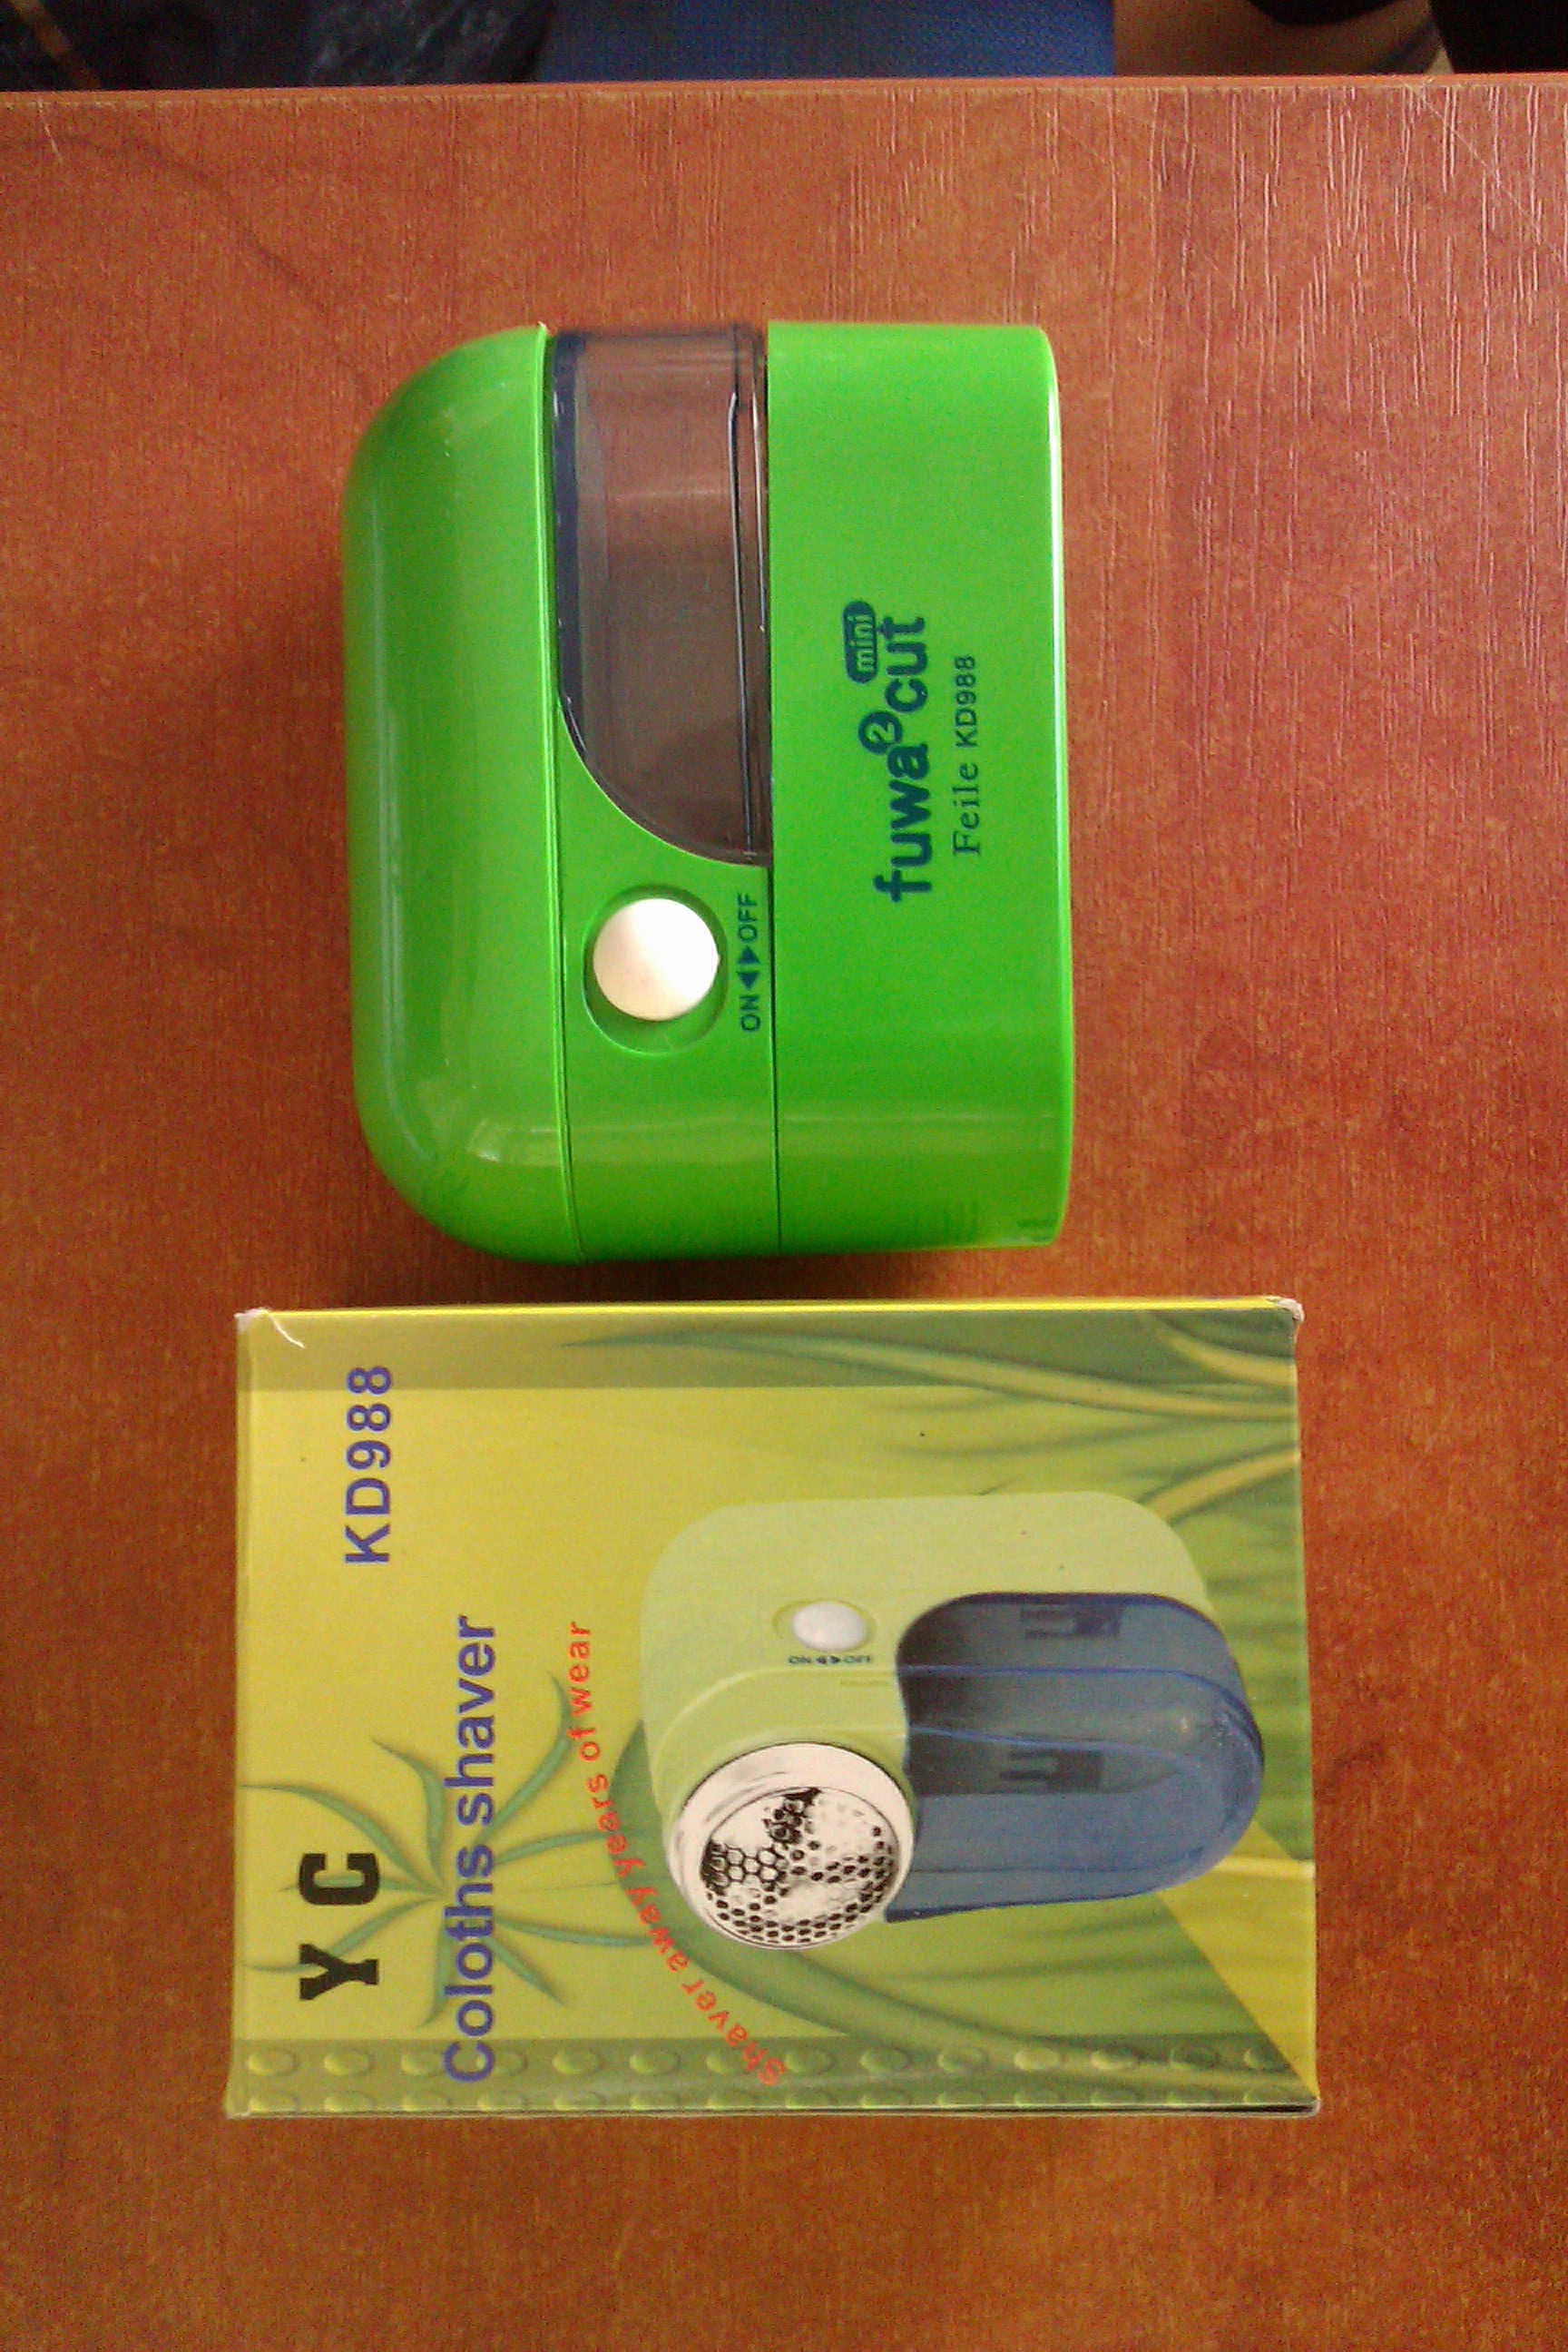 YC
KD988
Coloths shaver
Shaver away years of wear
ON OFF
ON OFF
fuwa2cut mini
Feile KD988